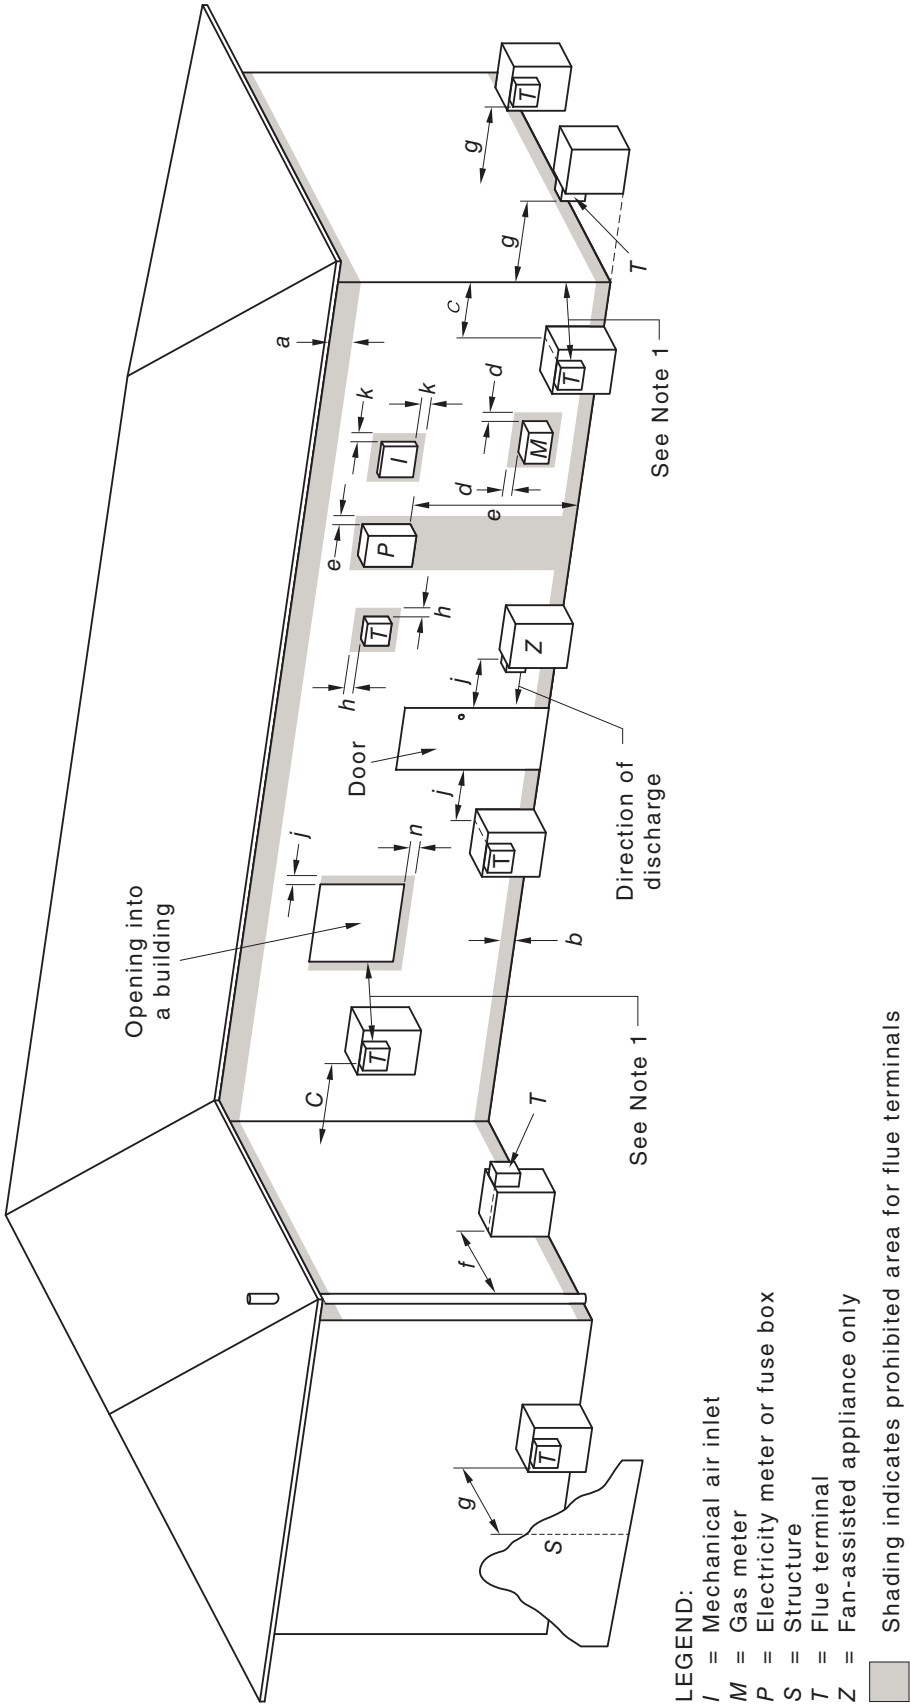 Opening into
a building
Door
a
k
k
e
I
P
T
h
h
j
n
c
g
g
T
T
d
d
M
e
T
See Note 1
j
Z
j
T
Direction of
discharge
b
T
C
See Note 1
T
f
T
g
S
LEGEND:
I = Mechanical air inlet
M = Gas meter
P = Electricity meter or fuse box
S = Structure
T = Flue terminal
Z = Fan-assisted appliance only
Shading indicates prohibited area for flue terminals